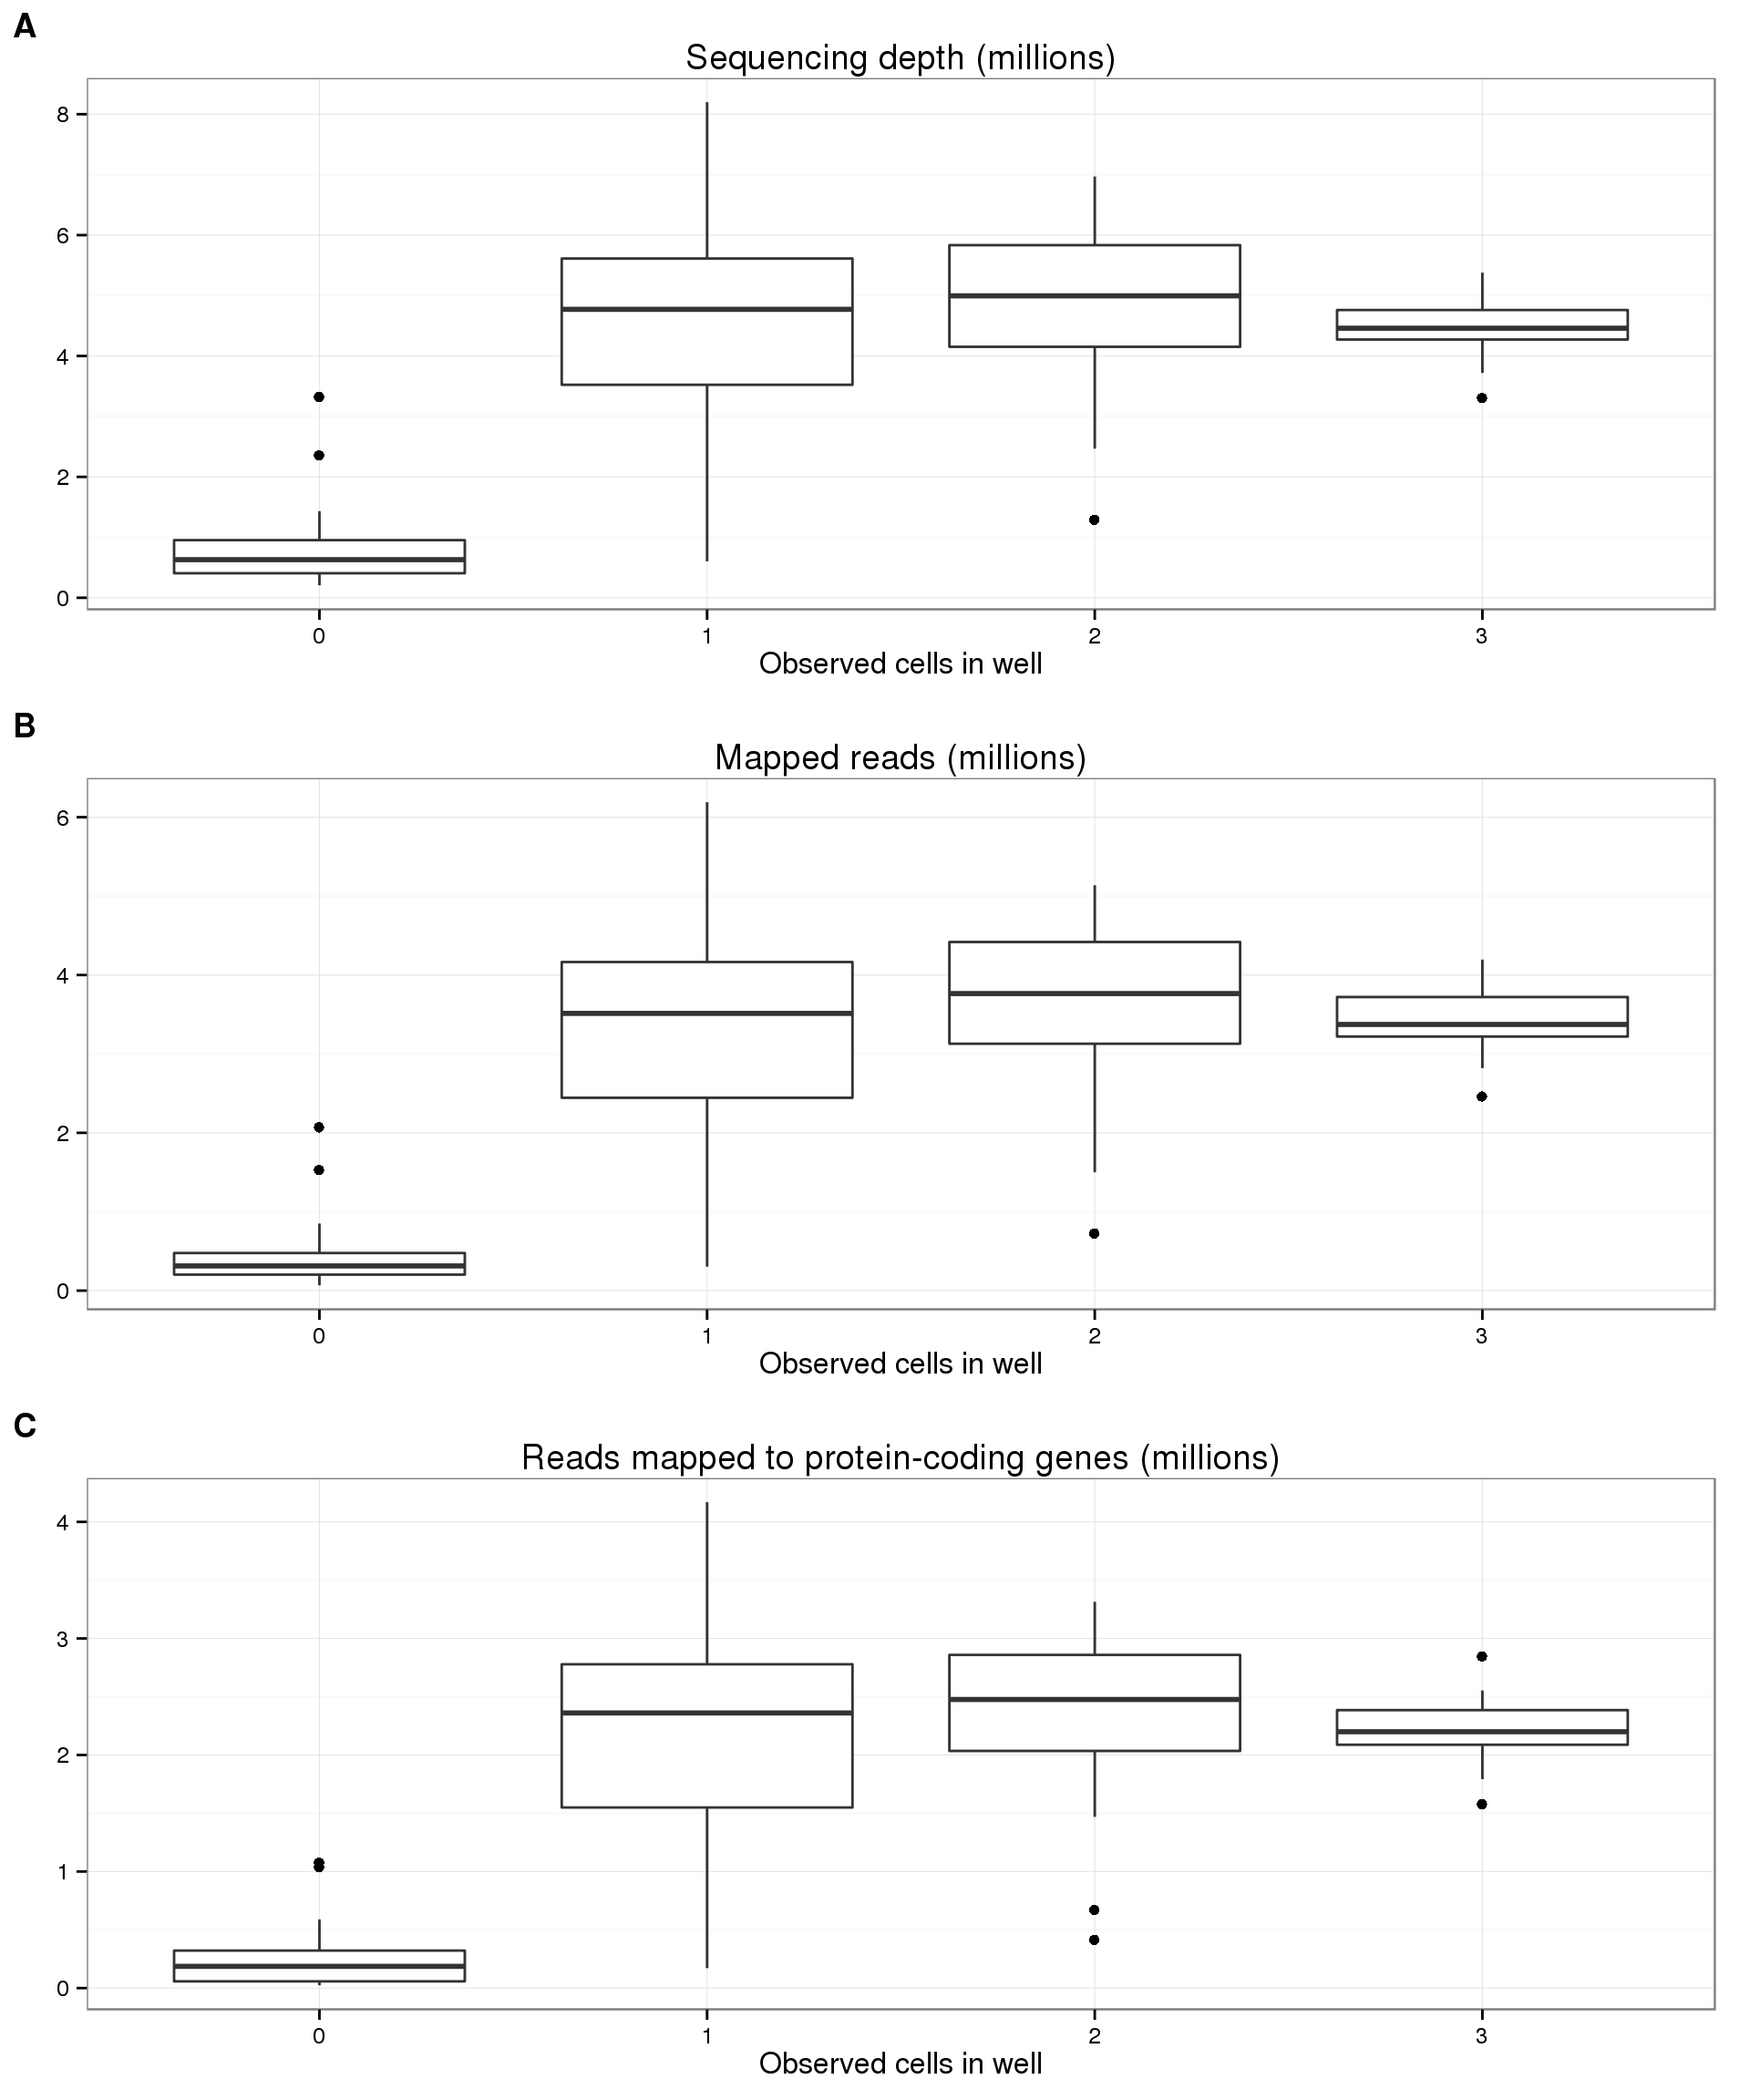 A
Sequencing depth (millions)
8
6
4
2
0
0 1 2 3
Observed cells in well
B
Mapped reads (millions)
6
4
2
0
0 1 2 3
Observed cells in well
C
Reads mapped to protein-coding genes (millions)
4
3
2
1
0
0 1 2 3
Observed cells in well